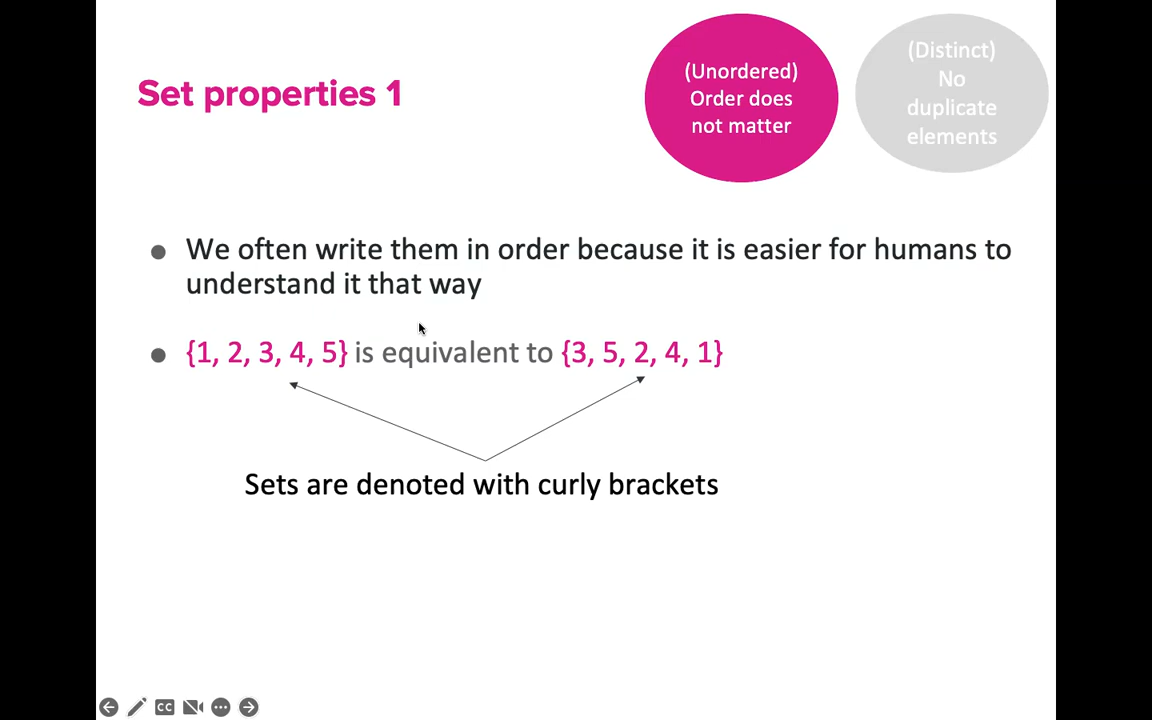 Set properties 1
(Unordered)
Order does
not matter
(Distinct)
No
duplicate
elements
We often write them in order because it is easier for humans to
understand it that way
{1, 2, 3, 4, 5} is equivalent to {3, 5, 2, 4, 1}
Sets are denoted with curly brackets
CC